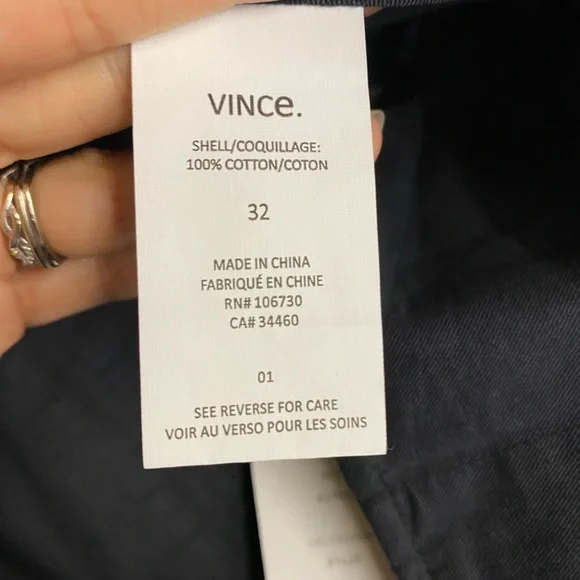 VINCe.
SHELL/COQUILLAGE:
100% COTTON/COTON
32
MADE IN CHINA
FABRIQUÉ EN CHINE
RN# 106730
CA# 34460
01
SEE REVERSE FOR CARE
VOIR AU VERSO POUR LES SOINS